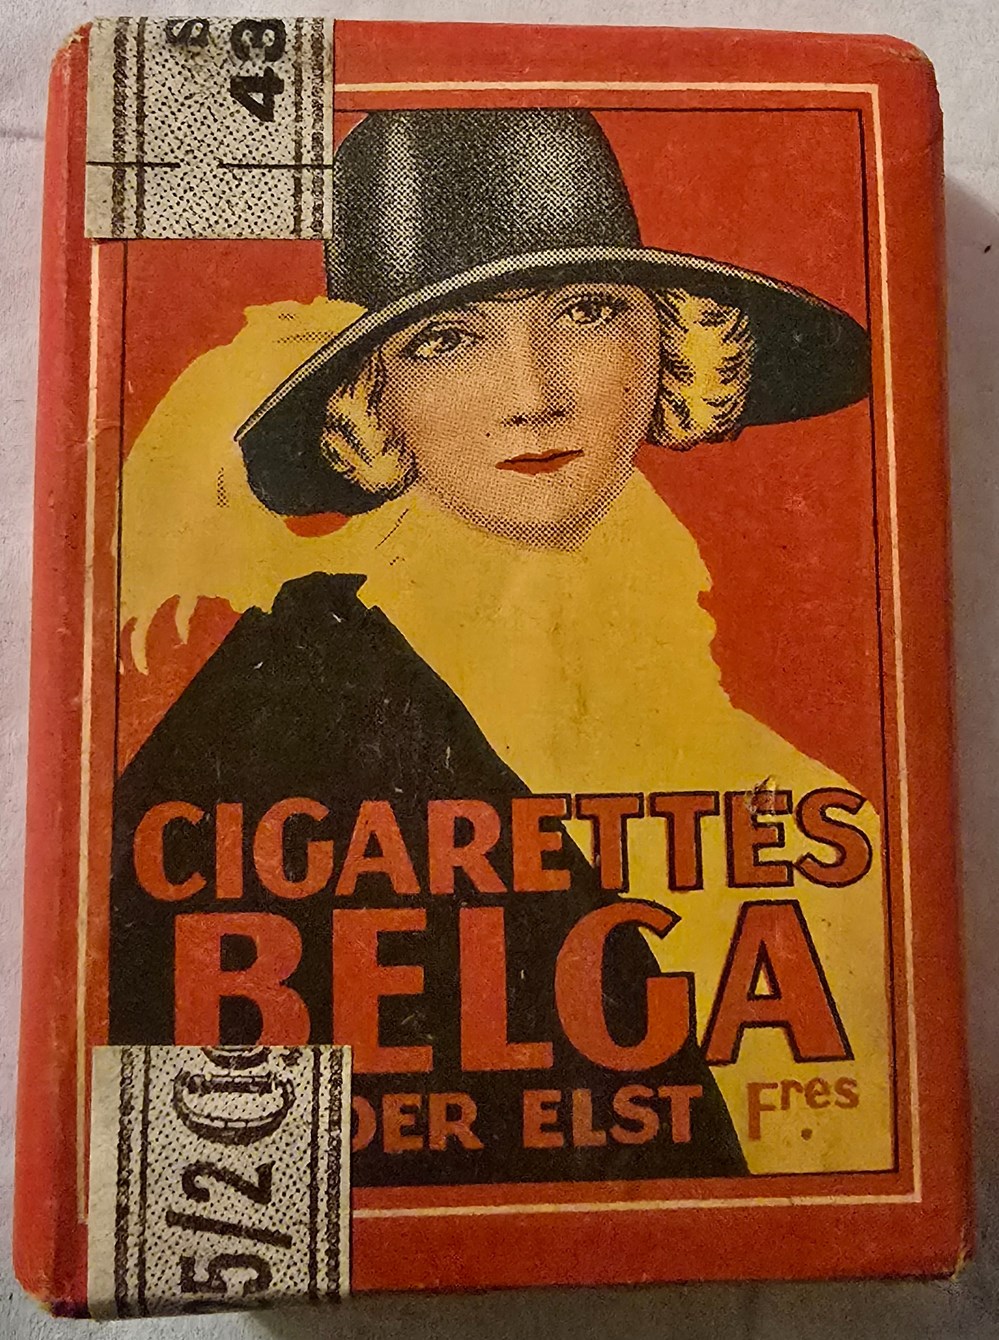 43
CIGARETTES
BELGA
DER ELST Fres
5/2